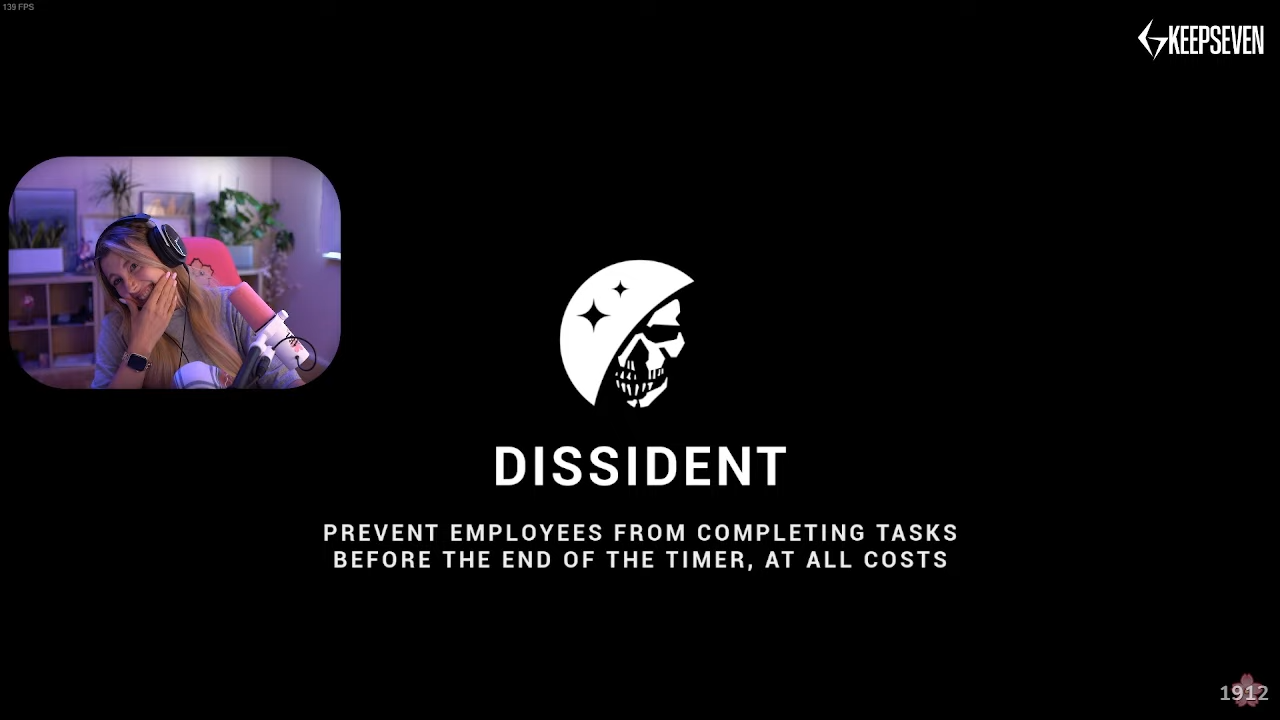 139 FPS
KEEPSEVEN
DISSIDENT
PREVENT EMPLOYEES FROM COMPLETING TASKS
BEFORE THE END OF THE TIMER, AT ALL COSTS
1912